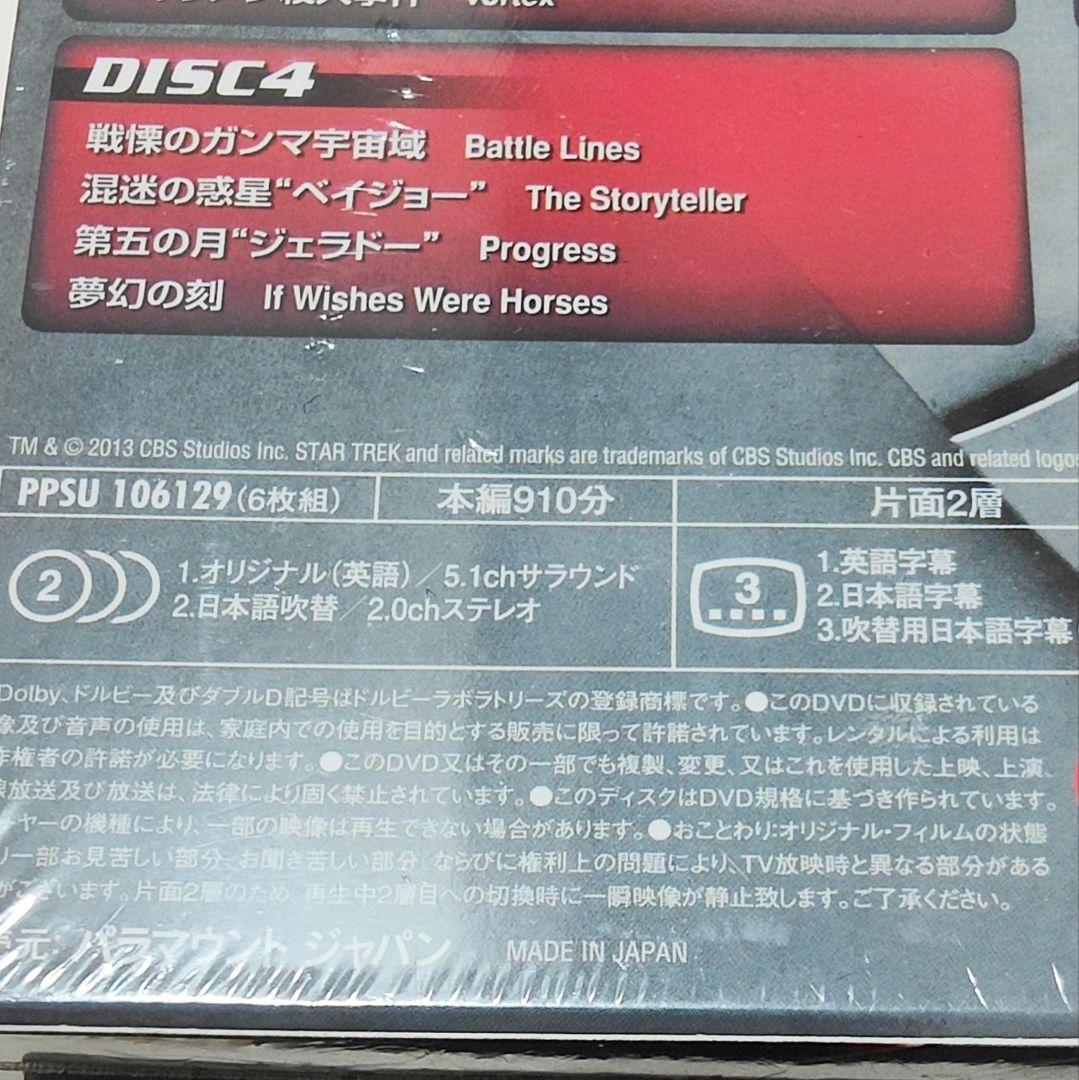 Vortex
DISC4
戦慄のガンマ宇宙域 Battle Lines
混迷の惑星“ベイジョー” The Storyteller
第五の月“ジェラドー” Progress
夢幻の刻 If Wishes Were Horses
TM & © 2013 CBS Studios Inc. STAR TREK and related marks are trademarks of CBS Studios Inc. CBS and related logos
PPSU 106129(6枚組) 本編910分 片面2層
2 1.オリジナル(英語)/5.1chサラウンド
2.日本語吹替/2.0chステレオ
3 1.英語字幕
2.日本語字幕
3.吹替用日本語字幕
Dolby、ドルビー及びダブルD記号はドルビーラボラトリーズの登録商標です。●このDVDに収録されている
像及び音声の使用は、家庭内での使用を目的とする販売に限って許諾されています。レンタルによる利用は
作権者の許諾が必要になります。●このDVD又はその一部でも複製、変更、又はこれを使用した上映、上演、
線放送及び放送は、法律により固く禁止されています。●このディスクはDVD規格に基づき作られています。
ーヤーの機種により、一部の映像は再生できない場合があります。●おことわり:オリジナル・フィルムの状態
り一部お見苦しい部分、お聞き苦しい部分、ならびに権利上の問題により、TV放映時と異なる部分がある
がございます。片面2層のため、再生中2層目への切換時に一瞬映像が静止致します。ご了承ください。
元: パラマウント ジャパン MADE IN JAPAN